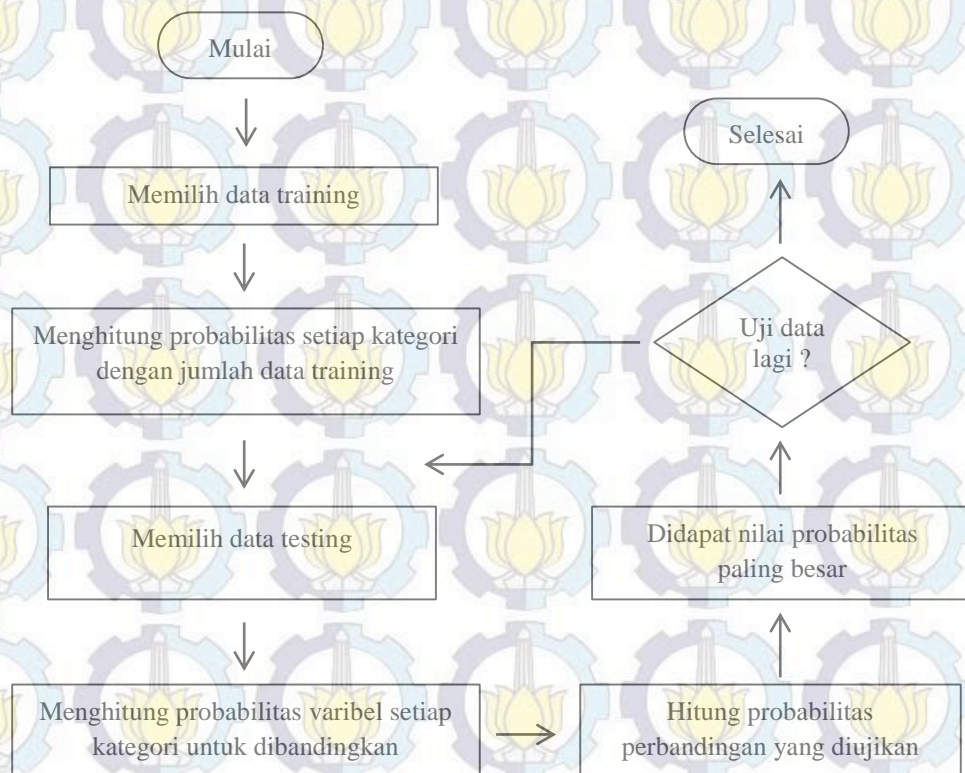 Mulai
Memilih data training
Menghitung probabilitas setiap kategori
dengan jumlah data training
Memilih data testing
Menghitung probabilitas varibel setiap
kategori untuk dibandingkan
Hitung probabilitas
perbandingan yang diujikan
Didapat nilai probabilitas
paling besar
Uji data
lagi ?
Selesai